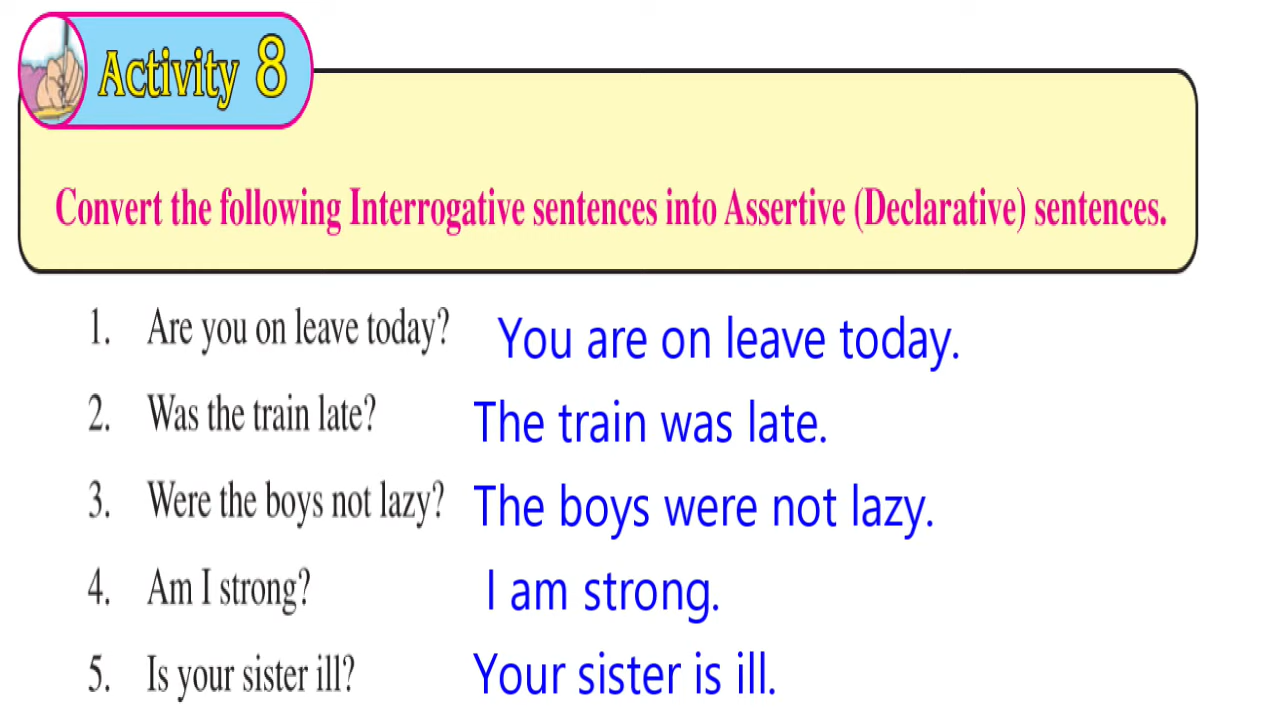 Activity 8
Convert the following Interrogative sentences into Assertive (Declarative) sentences.
1. Are you on leave today? You are on leave today.
2. Was the train late? The train was late.
3. Were the boys not lazy? The boys were not lazy.
4. Am I strong? I am strong.
5. Is your sister ill? Your sister is ill.